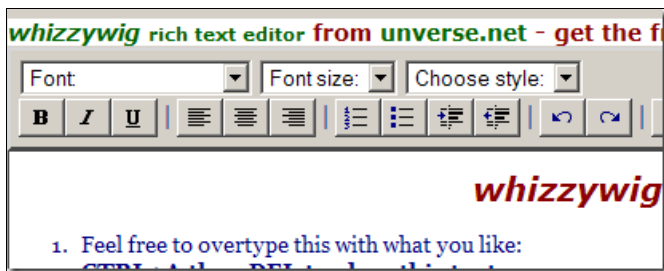 whizzywig rich text editor from unverse.net - get the
Font: Font size: Choose style:
B I U
whizzywig
1. Feel free to overtype this with what you like: